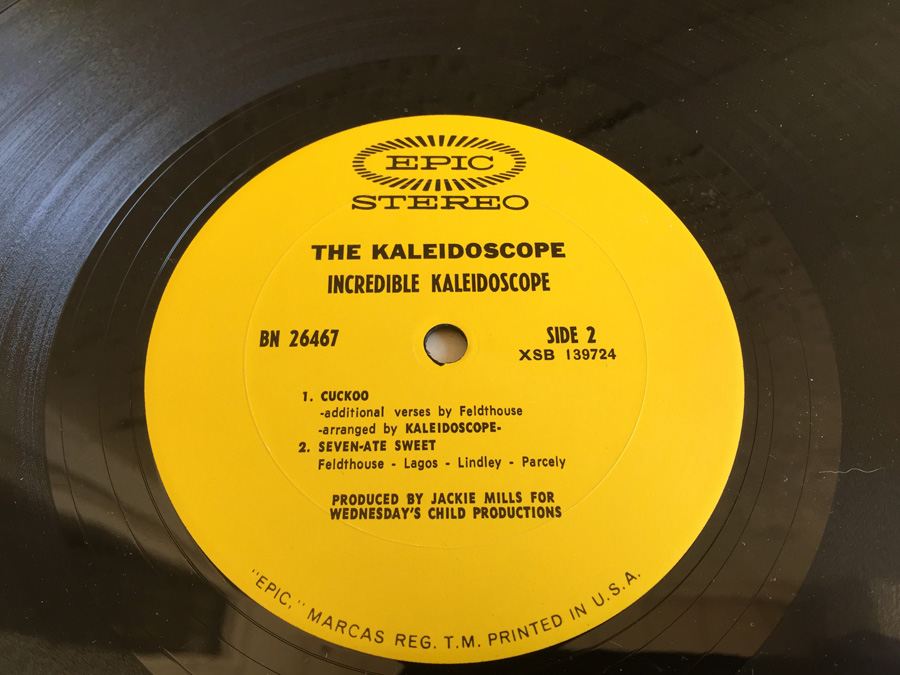 EPIC
STEREO
THE KALEIDOSCOPE
INCREDIBLE KALEIDOSCOPE
BN 26467
SIDE 2
XSB 139724
1. CUCKOO
-additional verses by Feldthouse
-arranged by KALEIDOSCOPE-
2. SEVEN-ATE SWEET
Feldthouse - Lagos - Lindley - Parcely
PRODUCED BY JACKIE MILLS FOR
WEDNESDAY'S CHILD PRODUCTIONS
"EPIC," MARCAS REG. T.M. PRINTED IN U.S.A.